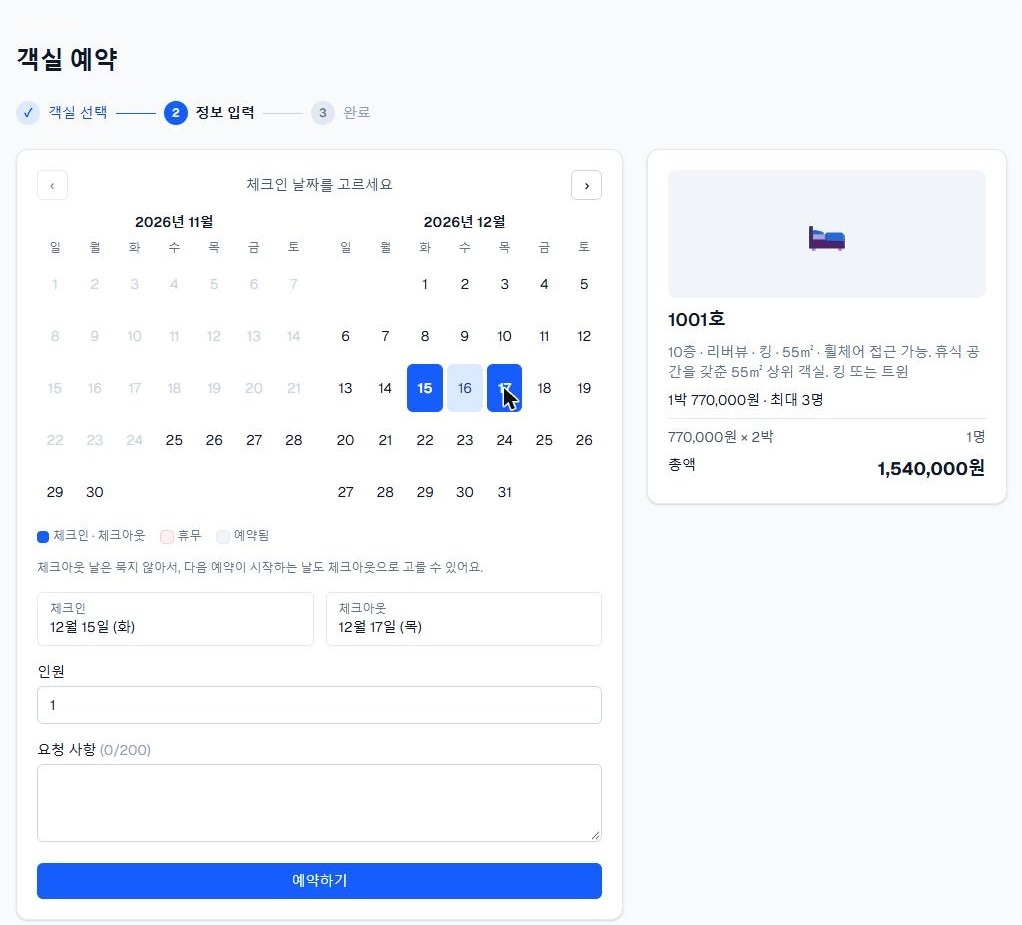 객실 예약
✓ 객실 선택 2 정보 입력 3 완료
‹ 체크인 날짜를 고르세요 ›
2026년 11월
일 월 화 수 목 금 토
1 2 3 4 5 6 7
8 9 10 11 12 13 14
15 16 17 18 19 20 21
22 23 24 25 26 27 28
29 30
2026년 12월
일 월 화 수 목 금 토
1 2 3 4 5
6 7 8 9 10 11 12
13 14 15 16 17 18 19
20 21 22 23 24 25 26
27 28 29 30 31
체크인 · 체크아웃 휴무 예약됨
체크아웃 날은 묵지 않아서, 다음 예약이 시작하는 날도 체크아웃으로 고를 수 있어요.
체크인
12월 15일 (화)
체크아웃
12월 17일 (목)
인원
1
요청 사항 (0/200)
예약하기
1001호
10층 · 리버뷰 · 킹 · 55㎡ · 휠체어 접근 가능. 휴식 공
간을 갖춘 55㎡ 상위 객실. 킹 또는 트윈
1박 770,000원 · 최대 3명
770,000원 × 2박 1명
총액 1,540,000원